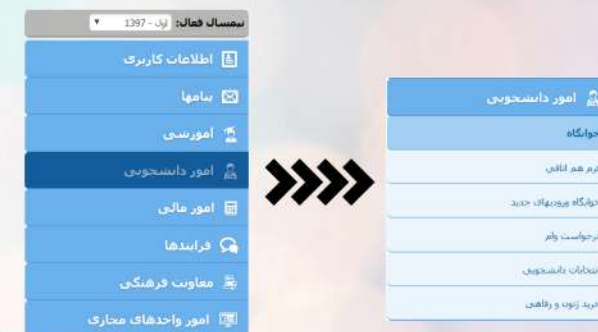 نیمسال فعال: اول - 1397
اطلاعات کاربری
پیامها
آموزشی
امور دانشجویی
امور مالی
فرایندها
معاونت فرهنگی
امور واحدهای مجازی
امور دانشجویی
خوابگاه
فرم هم اتاقی
خوابگاه ورودیهای جدید
درخواست وام
انتخابات دانشجویی
خرید ژتون و رفاهی